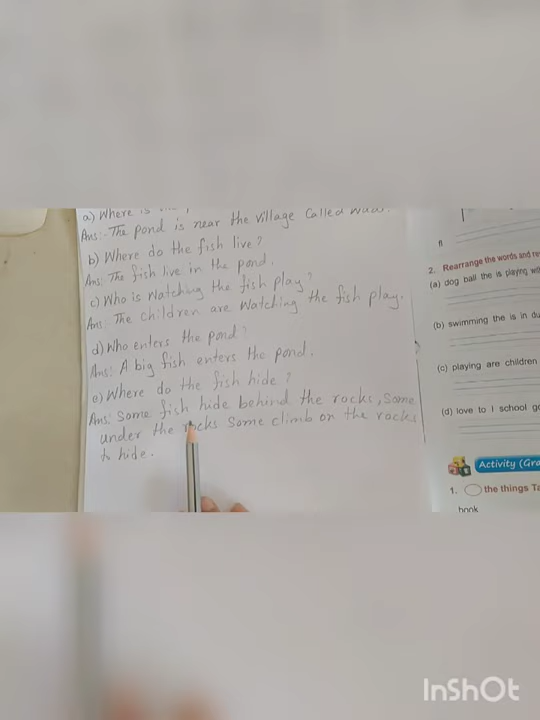 a) Where is the
Ans:- The pond is near the village called
b) Where do the fish live?
Ans: The fish live in the pond.
c) Who is watching the fish play?
Ans: The children are watching the fish play.
d) Who enters the pond?
Ans: A big fish enters the pond.
e) Where do the fish hide?
Ans: Some fish hide behind the rocks, Some
under the rocks Some climb on the rocks
to hide.
2. Rearrange the words and
(a) dog ball the is playing
(b) swimming the is in
(c) playing are children
(d) love to I school
Activity
1. the things
book
InShOt